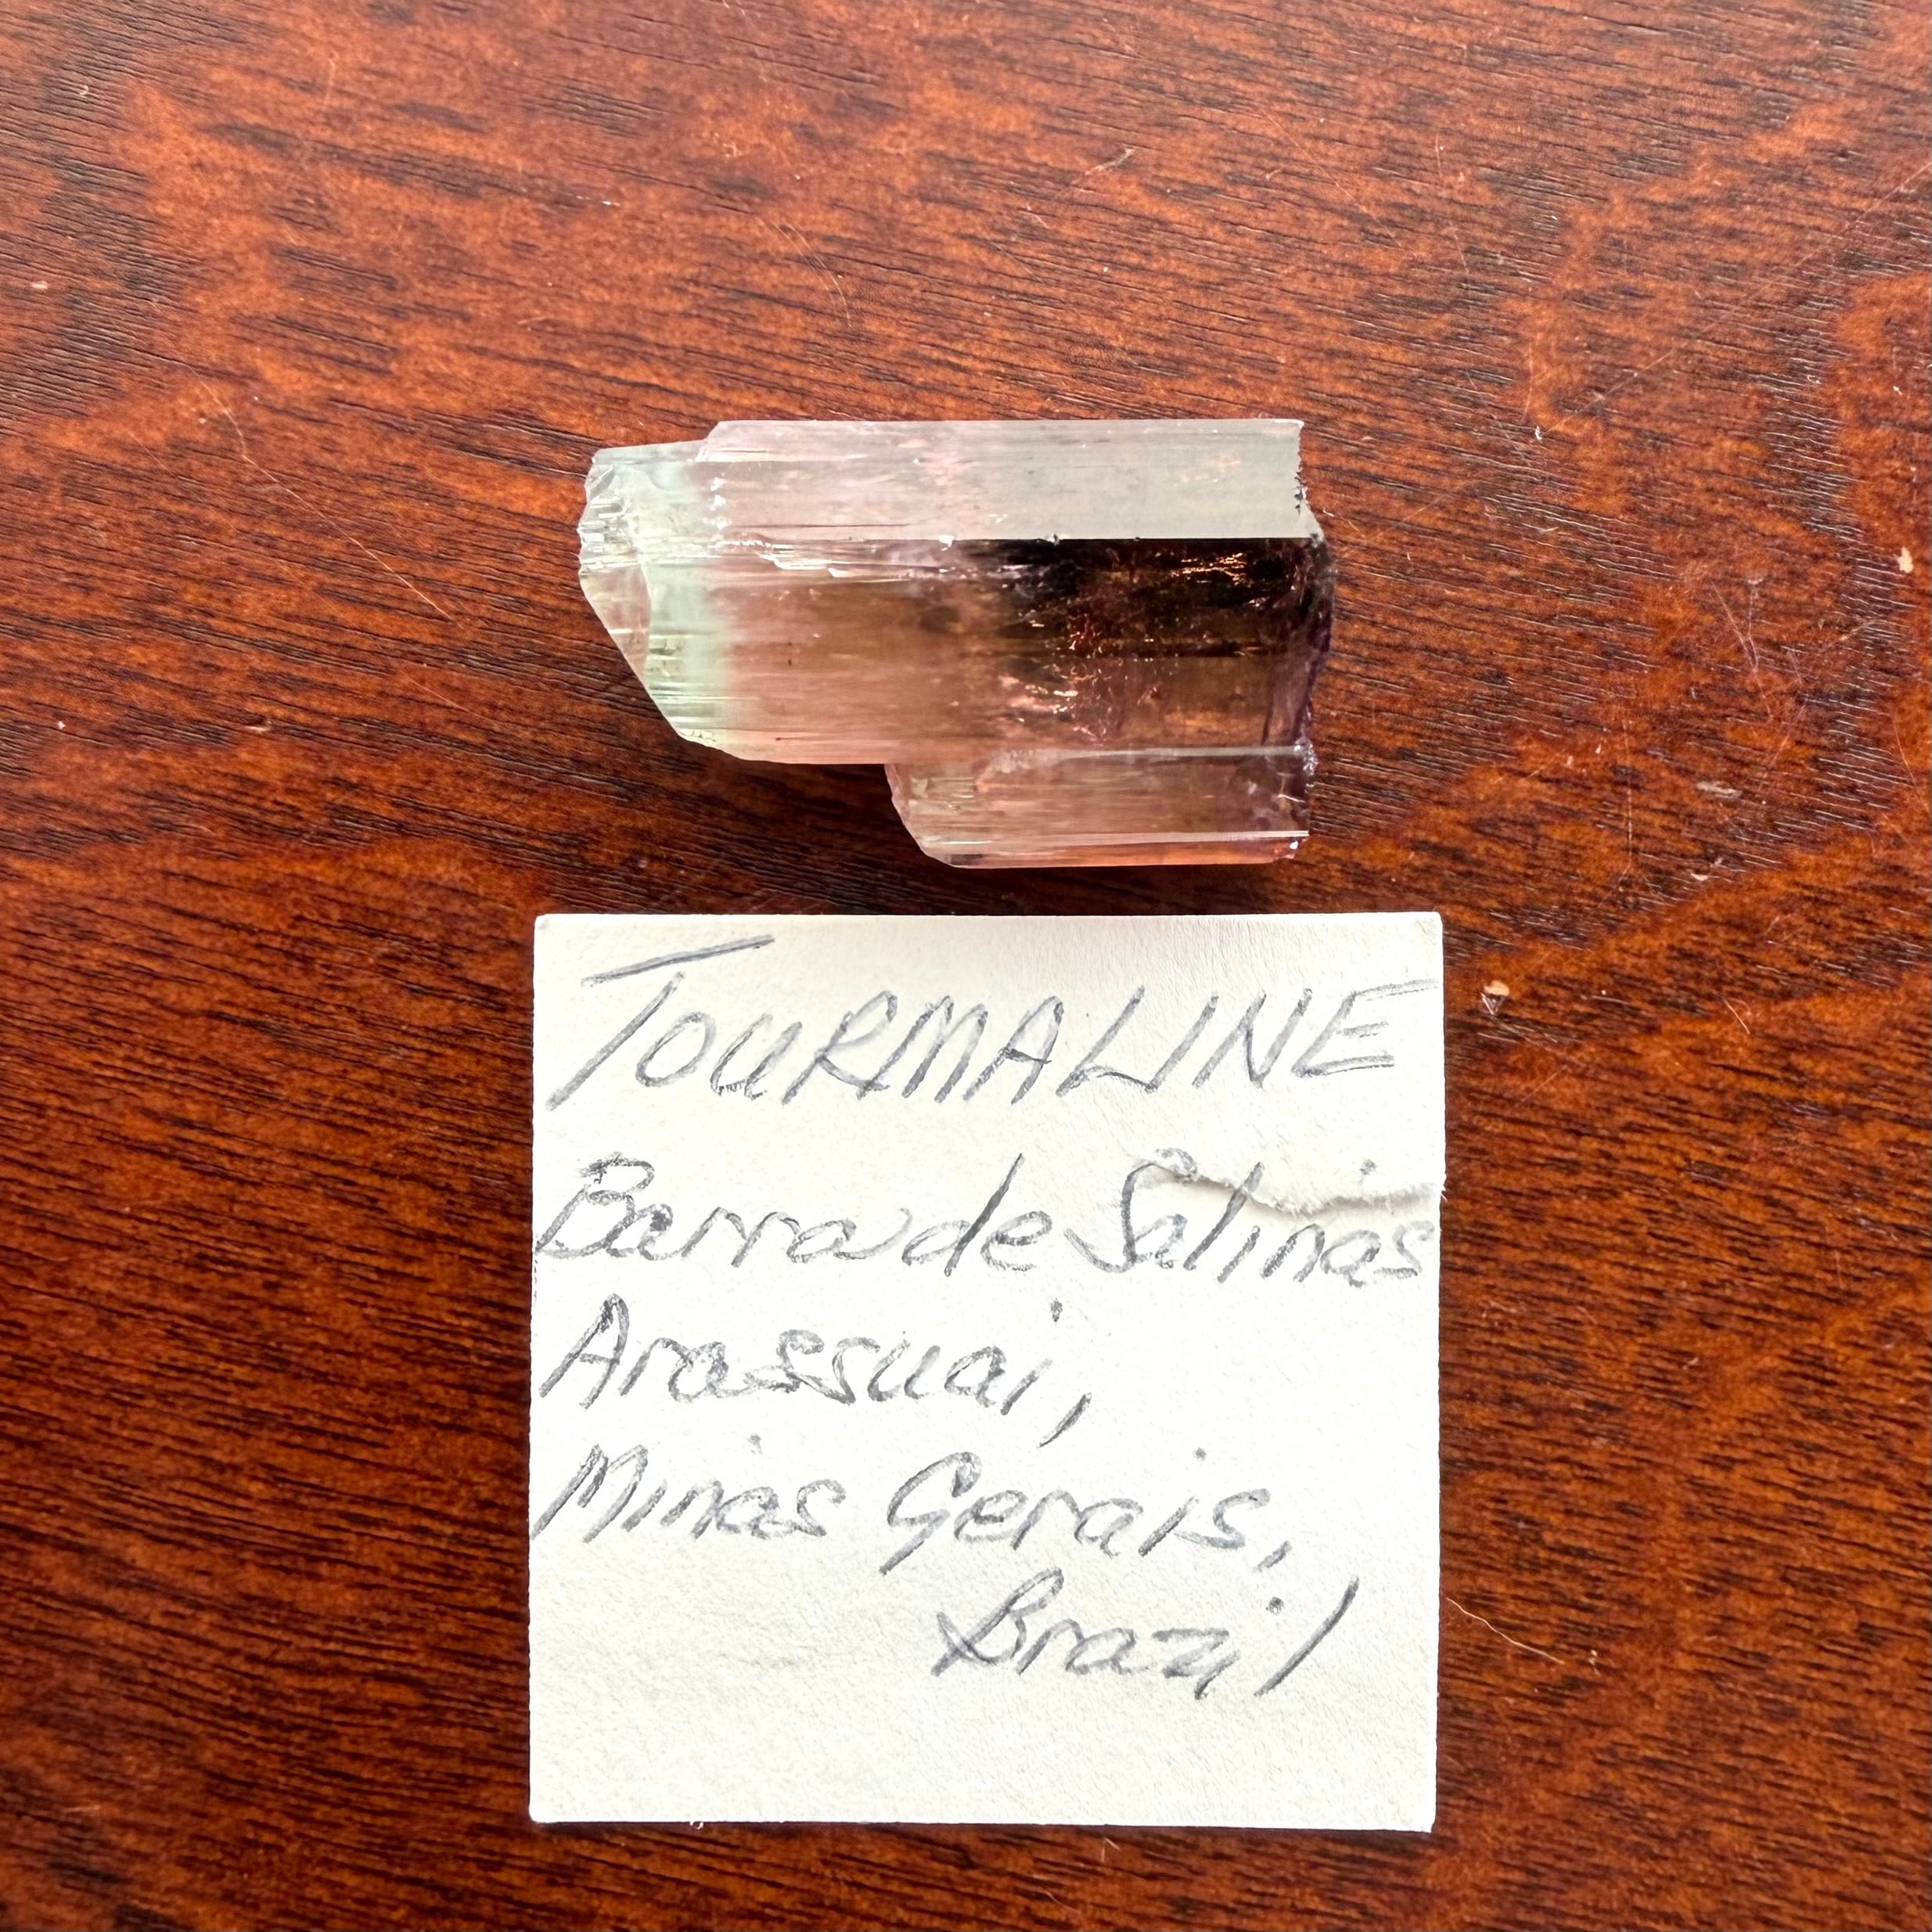 TOURMALINE
Barra de Salinas
Arassuai,
Minas Gerais,
Brazil